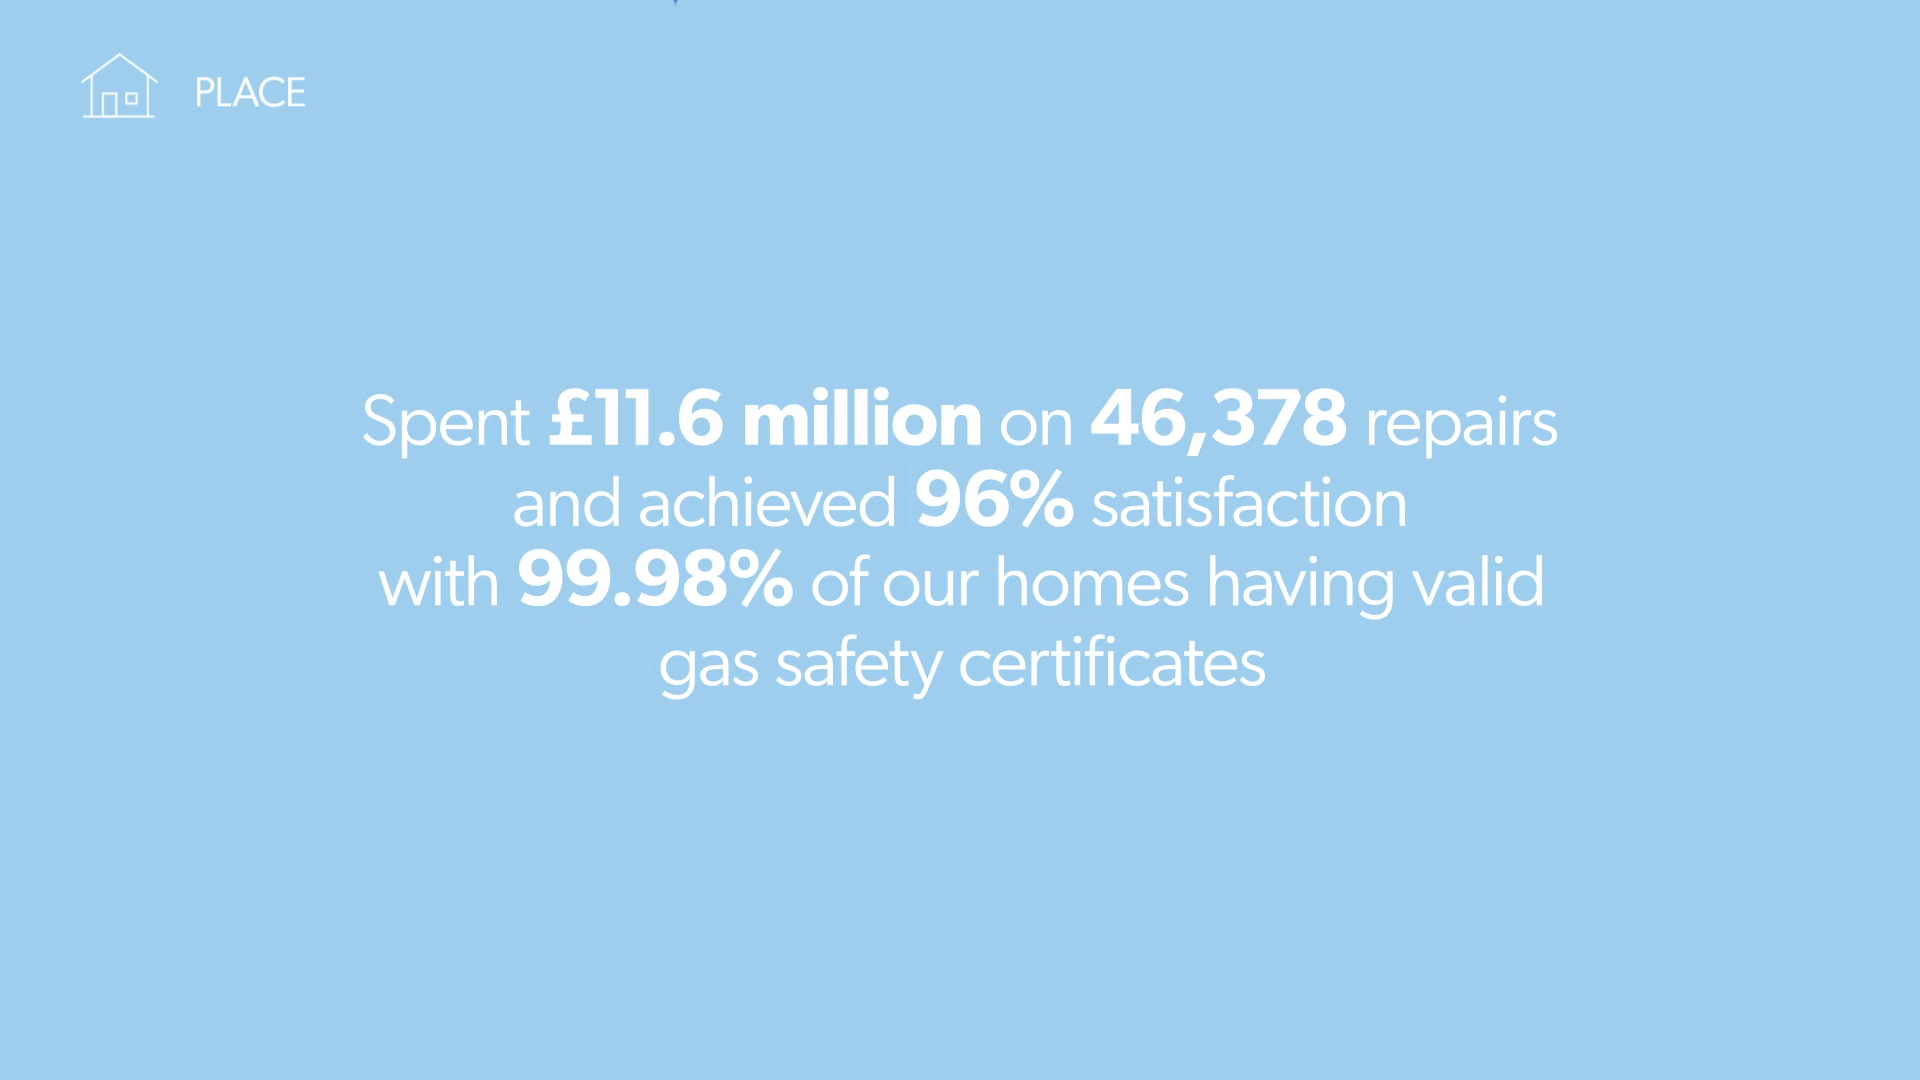 PLACE
Spent £11.6 million on 46,378 repairs
and achieved 96% satisfaction
with 99.98% of our homes having valid
gas safety certificates